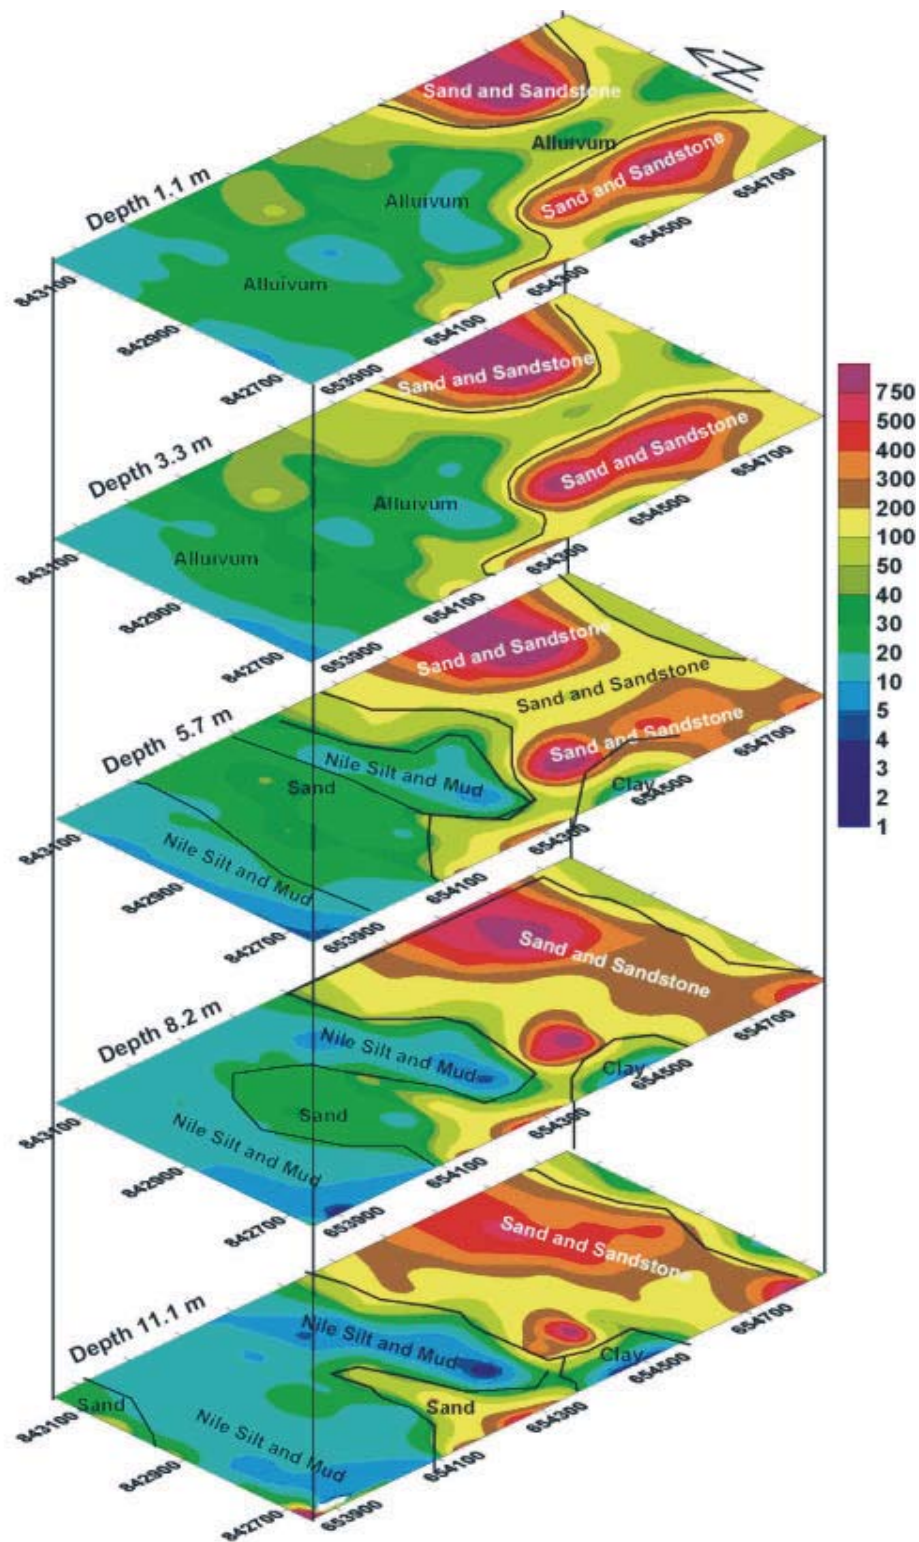 N
Sand and Sandstone
Alluivum
Sand and Sandstone
Depth 1.1 m
Alluivum
Alluivum
654700
654500
654300
654100
653900
843100
842900
842700
Sand and Sandstone
Sand and Sandstone
Depth 3.3 m
Alluivum
Alluivum
654700
654500
654300
654100
653900
843100
842900
842700
750
500
400
300
200
100
50
40
30
20
10
5
4
3
2
1
Sand and Sandstone
Sand and Sandstone
Sand and Sandstone
Depth 5.7 m
Nile Silt and Mud
Sand
Clay
Nile Silt and Mud
654700
654500
654300
654100
653900
843100
842900
842700
Sand and Sandstone
Depth 8.2 m
Nile Silt and Mud
Clay
Sand
Nile Silt and Mud
654700
654500
654300
654100
653900
843100
842900
842700
Sand and Sandstone
Depth 11.1 m
Nile Silt and Mud
Clay
Sand
Sand
Nile Silt and Mud
654700
654500
654300
654100
653900
843100
842900
842700